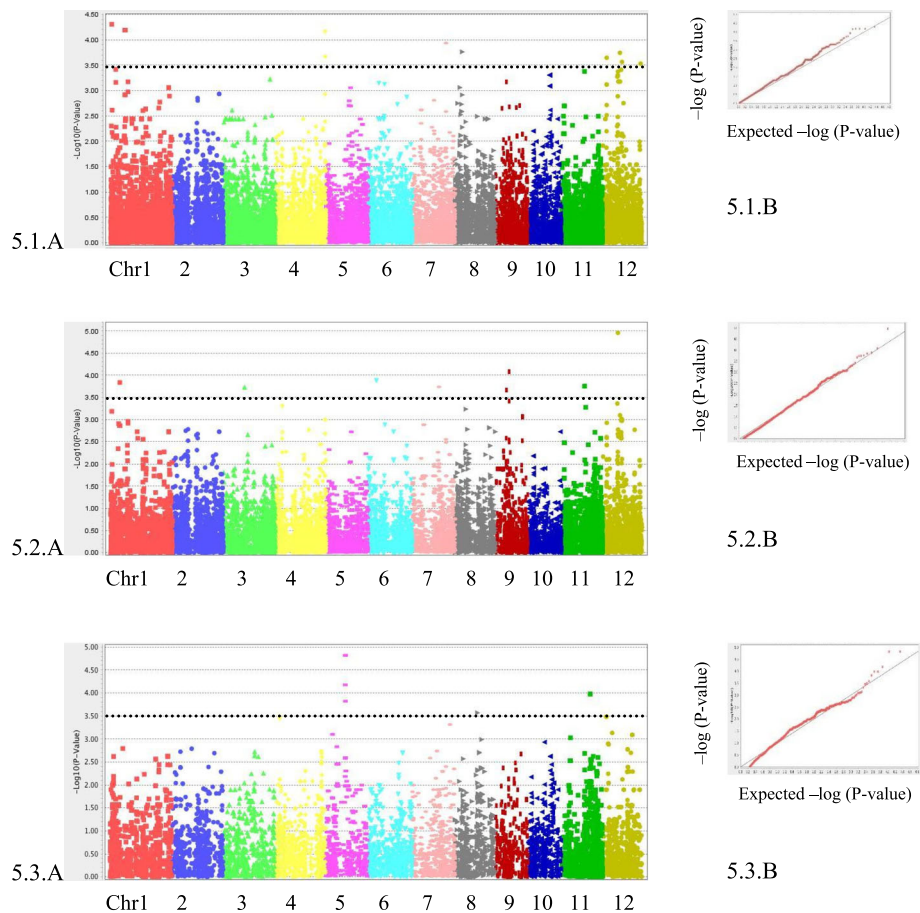 4.50
4.00
3.50
3.00
2.50
2.00
1.50
1.00
0.50
0.00
-Log10(P-Value)
5.1.A
Chr1 2 3 4 5 6 7 8 9 10 11 12
−log (P-value)
Expected −log (P-value)
5.1.B
5.00
4.50
4.00
3.50
3.00
2.50
2.00
1.50
1.00
0.50
0.00
-Log10(P-Value)
5.2.A
Chr1 2 3 4 5 6 7 8 9 10 11 12
−log (P-value)
Expected −log (P-value)
5.2.B
5.00
4.50
4.00
3.50
3.00
2.50
2.00
1.50
1.00
0.50
0.00
-Log10(P-Value)
5.3.A
Chr1 2 3 4 5 6 7 8 9 10 11 12
−log (P-value)
Expected −log (P-value)
5.3.B